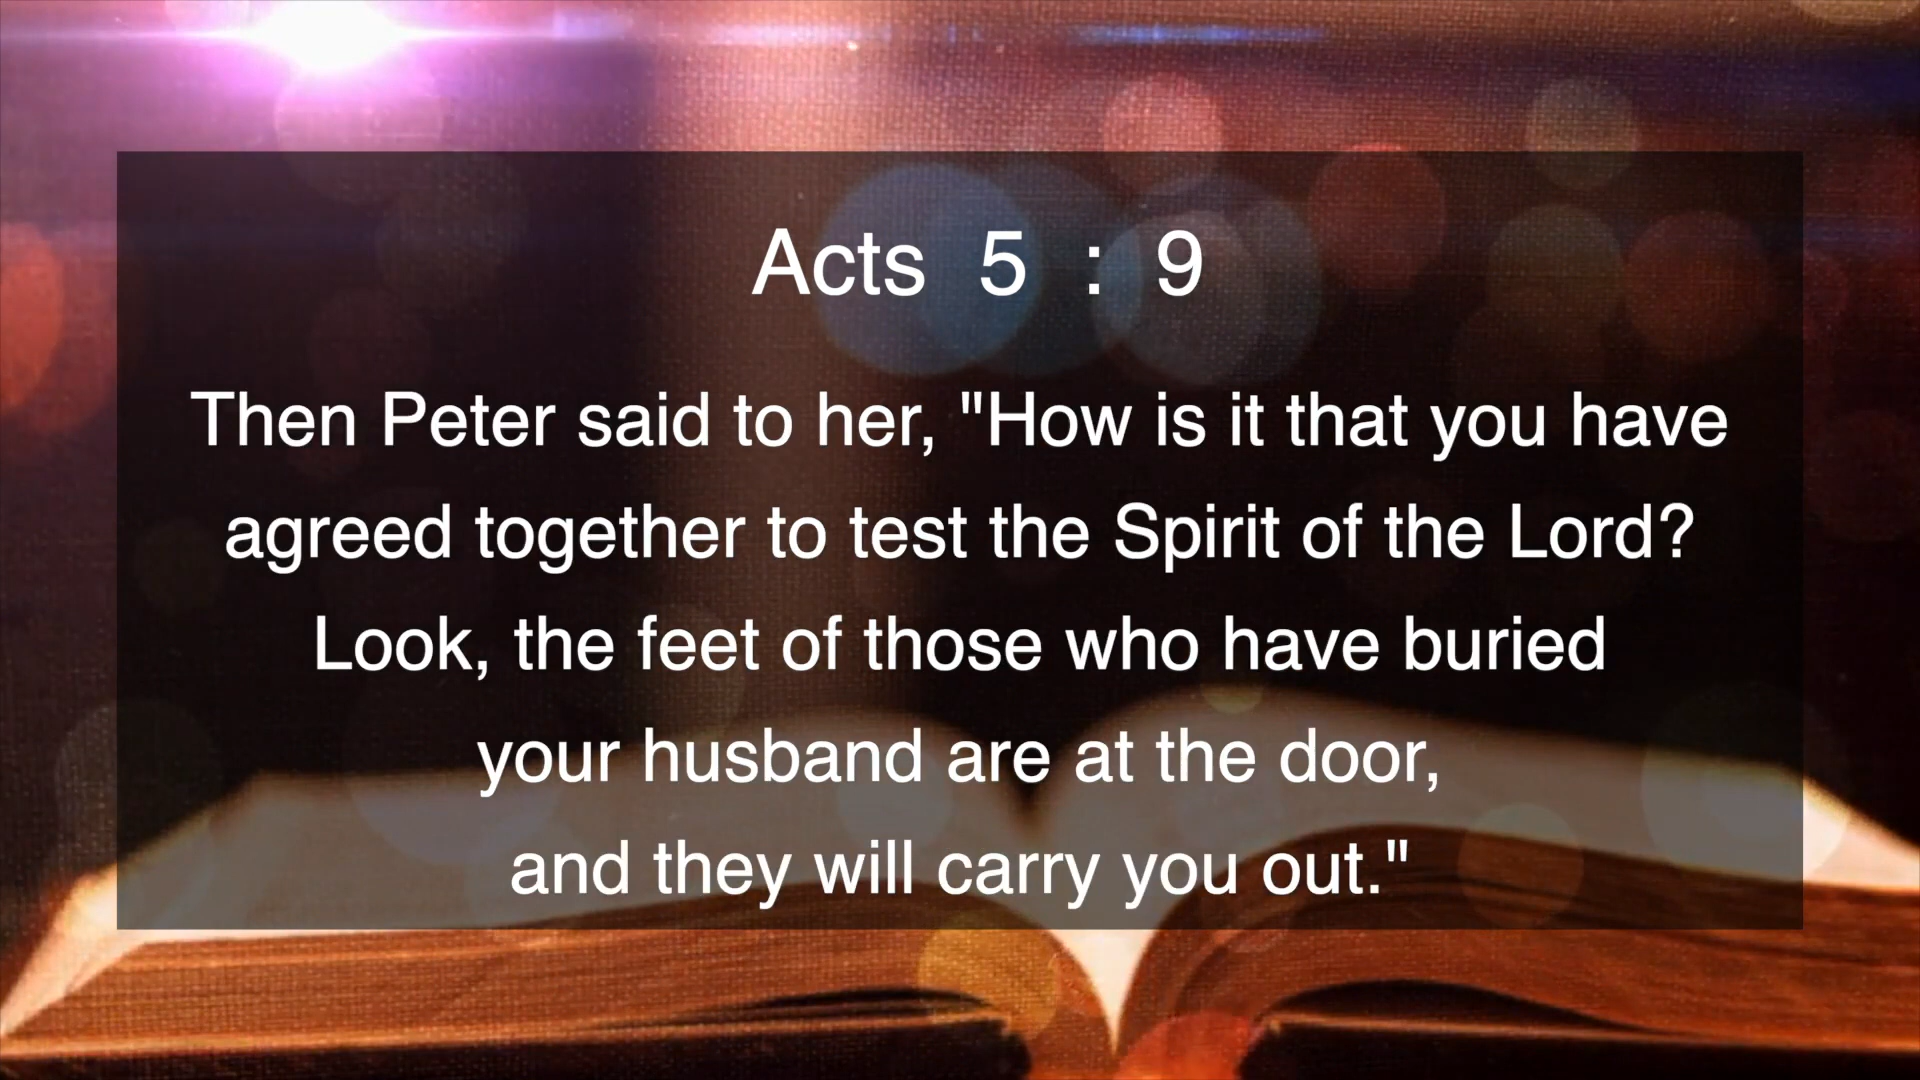 Acts 5 : 9
Then Peter said to her, "How is it that you have
agreed together to test the Spirit of the Lord?
Look, the feet of those who have buried
your husband are at the door,
and they will carry you out."